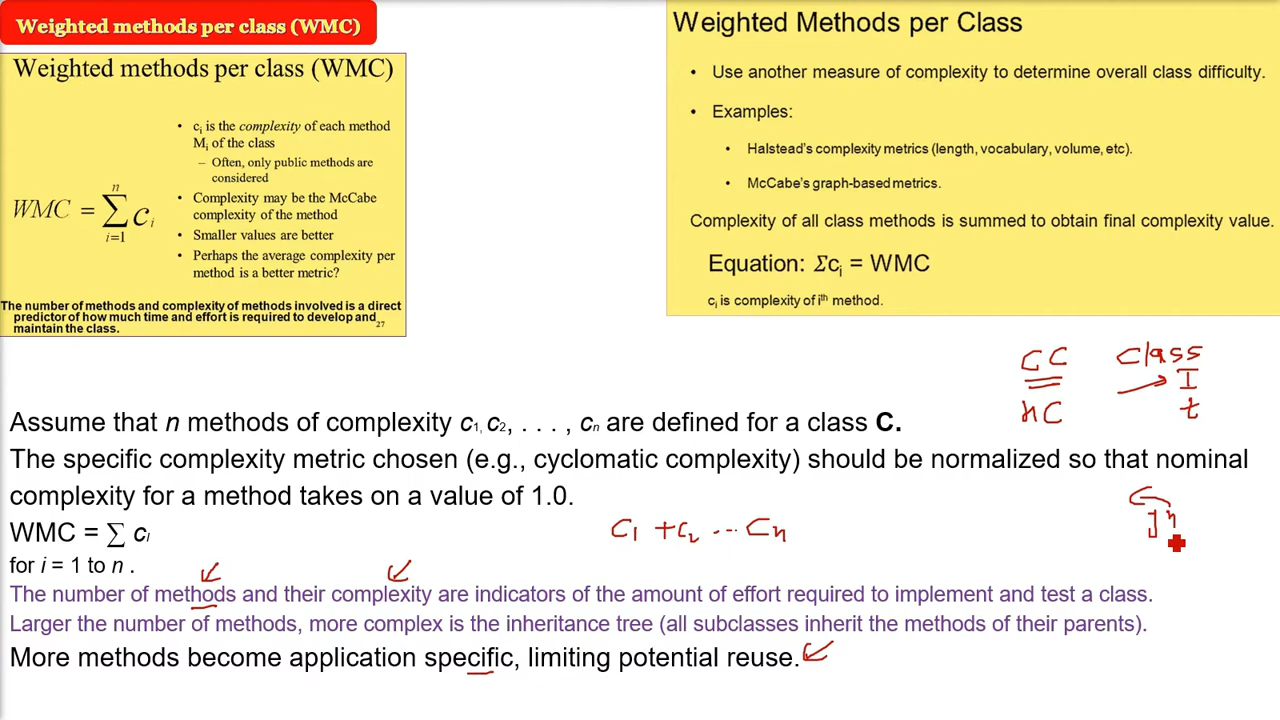 Weighted methods per class (WMC)
Weighted methods per class (WMC)
WMC = n ∑ i=1 c i
• ci is the complexity of each method
Mi of the class
– Often, only public methods are
considered
• Complexity may be the McCabe
complexity of the method
• Smaller values are better
• Perhaps the average complexity per
method is a better metric?
The number of methods and complexity of methods involved is a direct
predictor of how much time and effort is required to develop and
maintain the class.
27
Weighted Methods per Class
• Use another measure of complexity to determine overall class difficulty.
• Examples:
• Halstead's complexity metrics (length, vocabulary, volume, etc).
• McCabe's graph-based metrics.
Complexity of all class methods is summed to obtain final complexity value.
Equation: Σci = WMC
ci is complexity of ith method.
CC Class
I
HC t
Assume that n methods of complexity c1, c2, . . . , cn are defined for a class C.
The specific complexity metric chosen (e.g., cyclomatic complexity) should be normalized so that nominal
complexity for a method takes on a value of 1.0.
WMC = ∑ ci
C1 + C2 ... Cn
for i = 1 to n .
The number of methods and their complexity are indicators of the amount of effort required to implement and test a class.
Larger the number of methods, more complex is the inheritance tree (all subclasses inherit the methods of their parents).
More methods become application specific, limiting potential reuse.